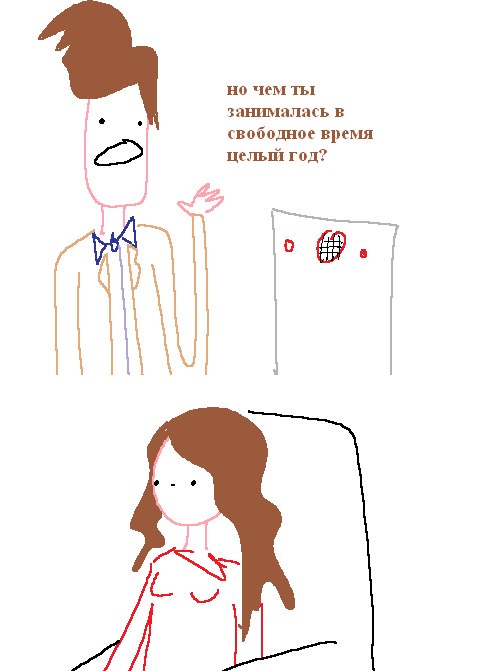 но чем ты
занималась в
свободное время
целый год?